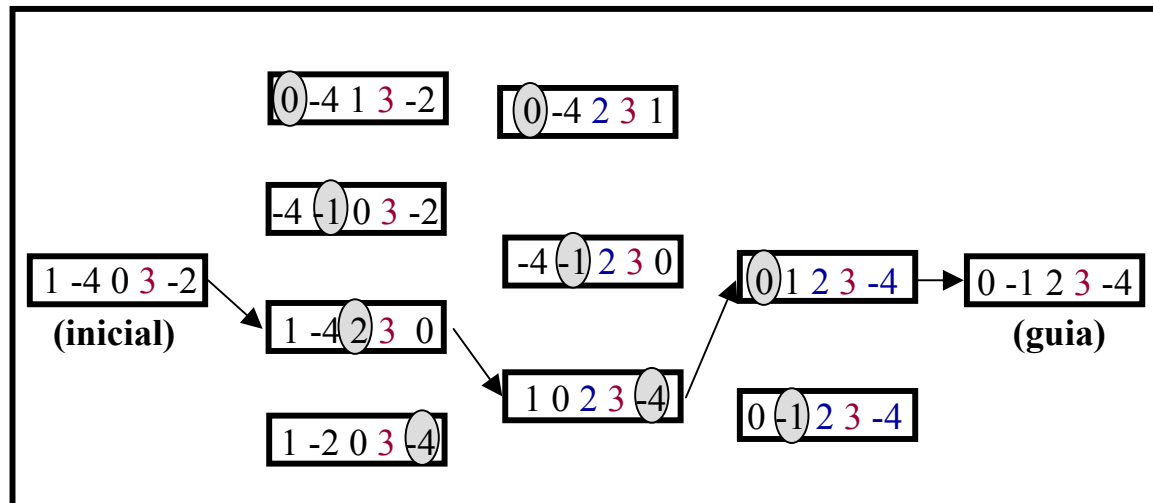 1 -4 0 3 -2
(inicial)
0 -4 1 3 -2
-4 -1 0 3 -2
1 -4 2 3 0
1 -2 0 3 -4
0 -4 2 3 1
-4 -1 2 3 0
1 0 2 3 -4
0 1 2 3 -4
0 -1 2 3 -4
0 -1 2 3 -4
(guia)